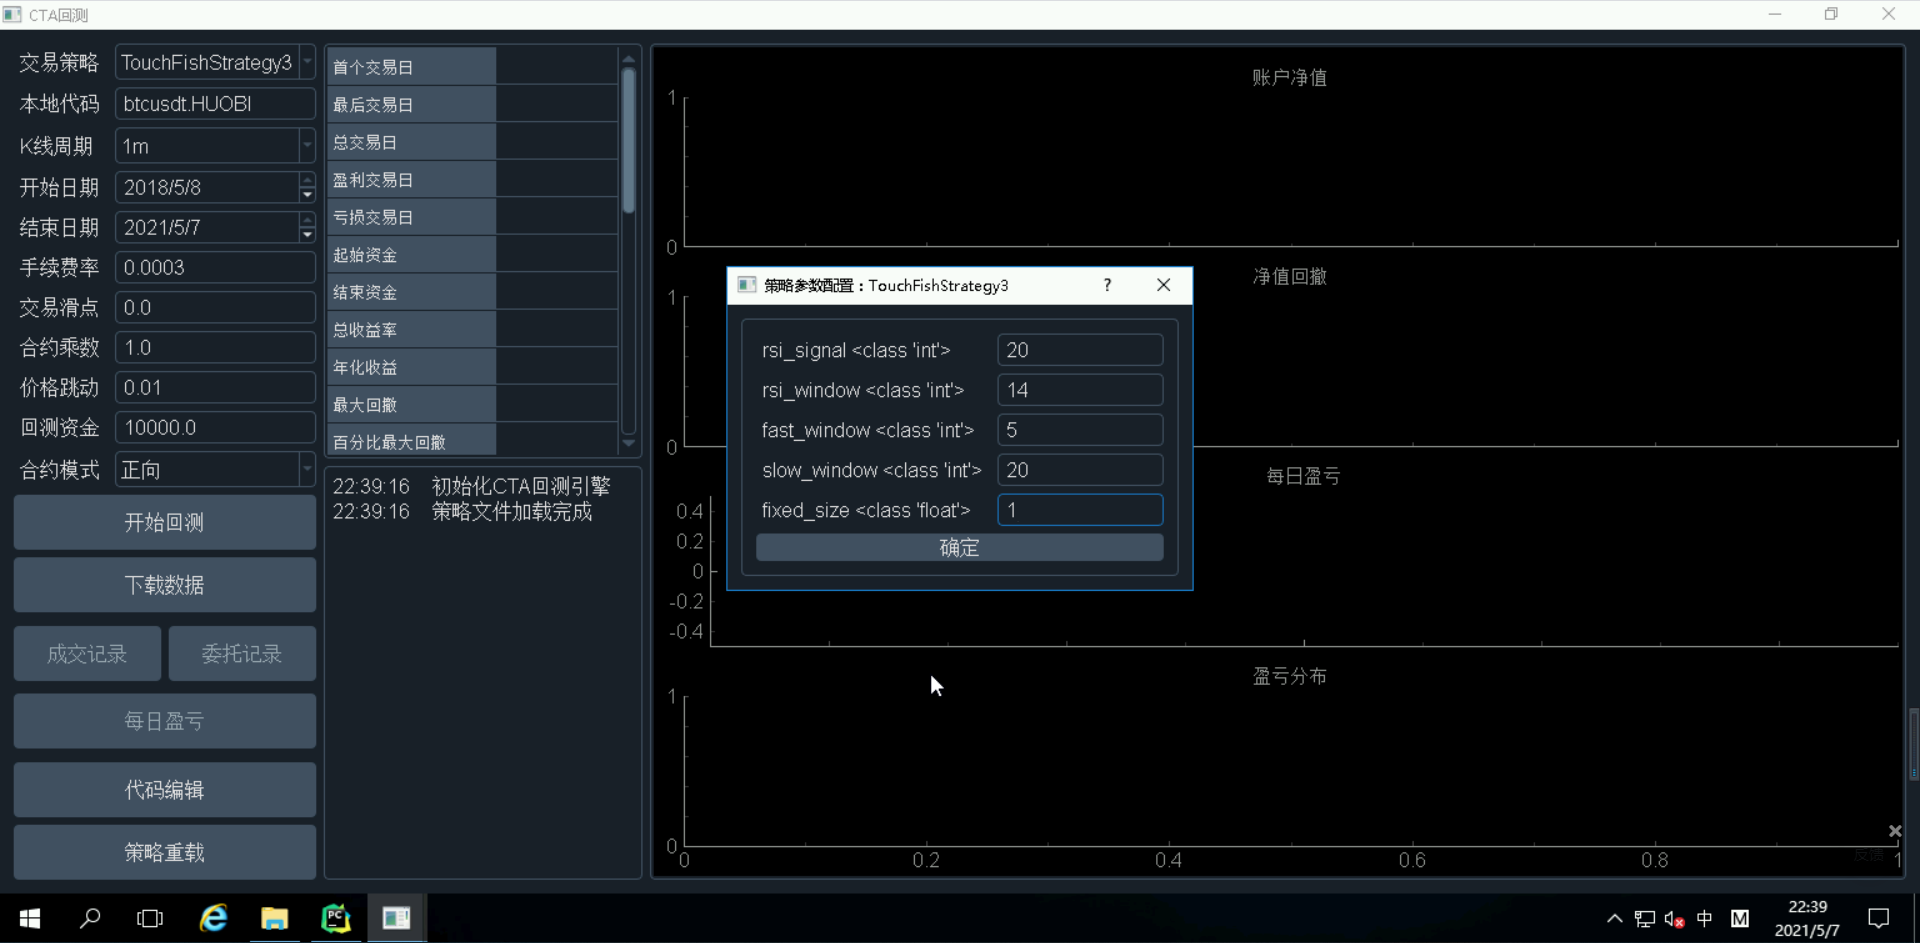 CTA回测
交易策略 TouchFishStrategy3
本地代码 btcusdt.HUOBI
K线周期 1m
开始日期 2018/5/8
结束日期 2021/5/7
手续费率 0.0003
交易滑点 0.0
合约乘数 1.0
价格跳动 0.01
回测资金 10000.0
合约模式 正向
开始回测
下载数据
成交记录 委托记录
每日盈亏
代码编辑
策略重载
首个交易日
最后交易日
总交易日
盈利交易日
亏损交易日
起始资金
结束资金
总收益率
年化收益
最大回撤
百分比最大回撤
22:39:16 初始化CTA回测引擎
22:39:16 策略文件加载完成
账户净值
1
0
净值回撤
1
0
每日盈亏
0.4
0.2
0
-0.2
-0.4
盈亏分布
1
0
0 0.2 0.4 0.6 0.8 1
反馈
策略参数配置：TouchFishStrategy3 ?
rsi_signal <class 'int'> 20
rsi_window <class 'int'> 14
fast_window <class 'int'> 5
slow_window <class 'int'> 20
fixed_size <class 'float'> 1
确定
PC
中 M
22:39
2021/5/7